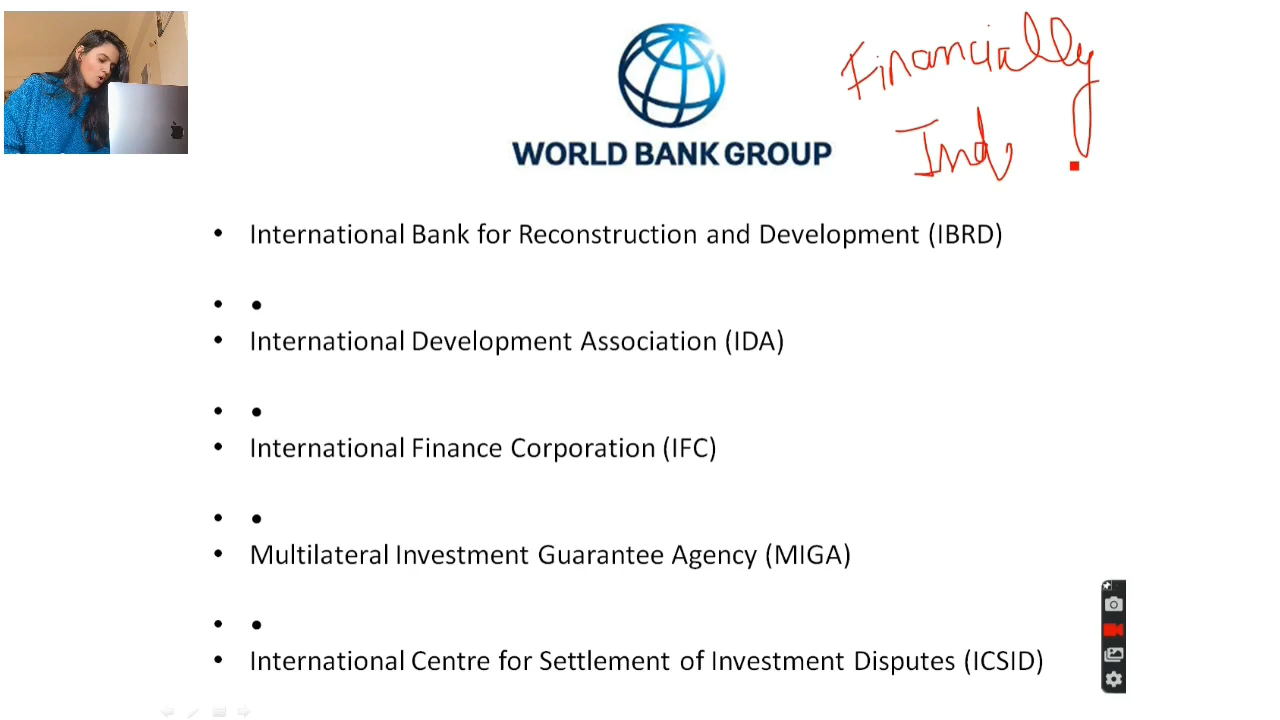 Financially
Ind
WORLD BANK GROUP
• International Bank for Reconstruction and Development (IBRD)
• •
• International Development Association (IDA)
• •
• International Finance Corporation (IFC)
• •
• Multilateral Investment Guarantee Agency (MIGA)
• •
• International Centre for Settlement of Investment Disputes (ICSID)